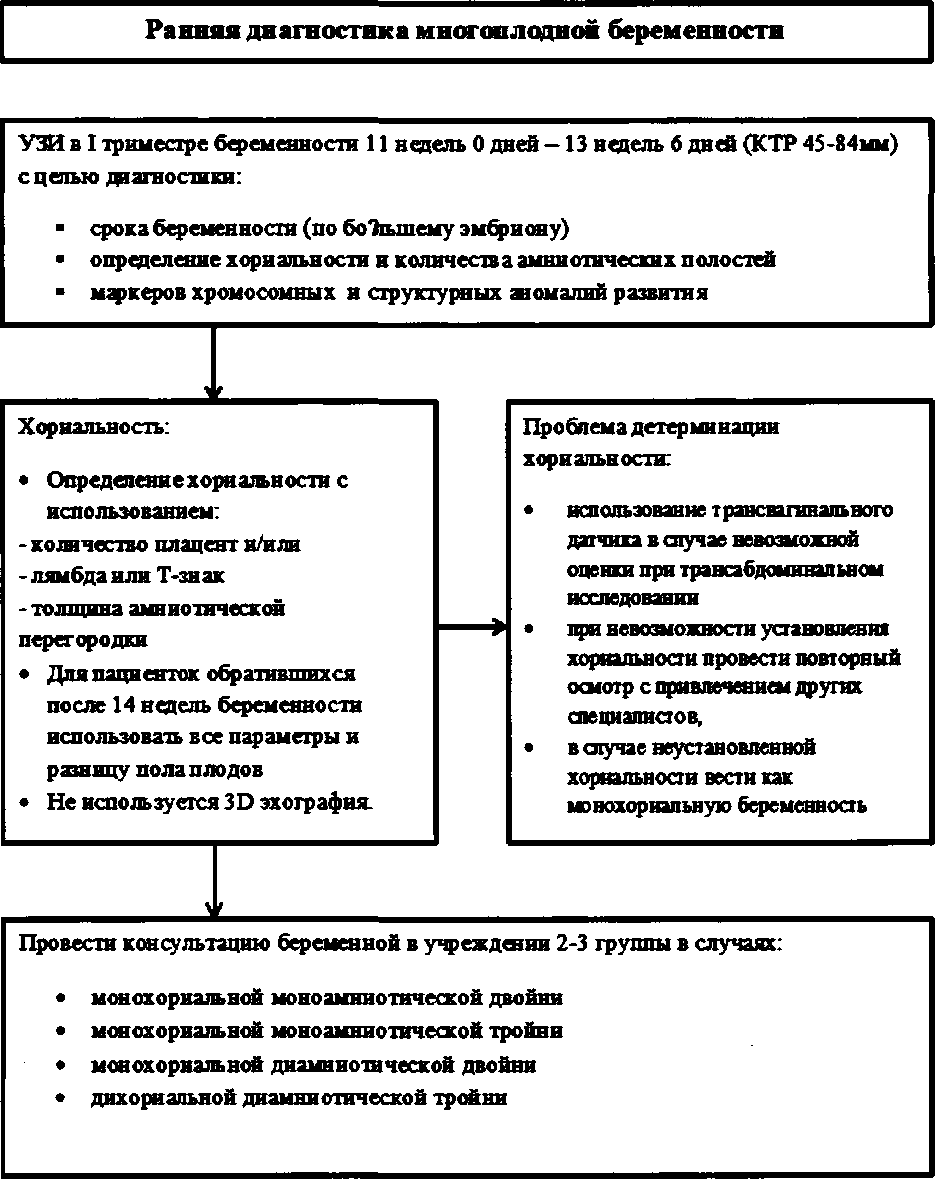 Ранняя диагностика многоплодной беременности
УЗИ в I триместре беременности 11 недель 0 дней – 13 недель 6 дней (КТР 45-84мм)
с целью диагностики:
▪ срока беременности (по бо?льшему эмбриону)
▪ определение хориальности и количества амниотических полостей
▪ маркеров хромосомных и структурных аномалий развития
Хориальность:
• Определение хориальности с
использованием:
- количество плацент и/или
- лямбда или Т-знак
- толщина амниотической
перегородки
• Для пациенток обратившихся
после 14 недель беременности
использовать все параметры и
разницу пола плодов
• Не используется 3D эхография.
Проблема детерминации
хориальности:
• использование трансвагинального
датчика в случае невозможной
оценки при трансабдоминальном
исследовании
• при невозможности установления
хориальности провести повторный
осмотр с привлечением других
специалистов,
• в случае неустановленной
хориальности вести как
монохориальную беременность
Провести консультацию беременной в учреждении 2-3 группы в случаях:
• монохориальной моноамниотической двойни
• монохориальной моноамниотической тройни
• монохориальной диамниотической двойни
• дихориальной диамниотической тройни